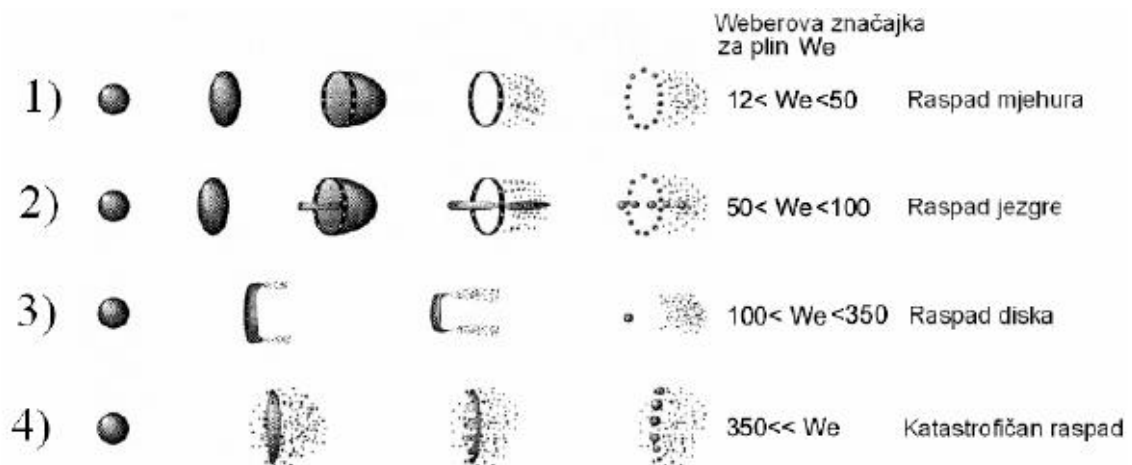 Weberova značajka
za plin We
1) 12< We<50 Raspad mjehura
2) 50< We<100 Raspad jezgre
3) 100< We<350 Raspad diska
4) 350<< We Katastrofičan raspad